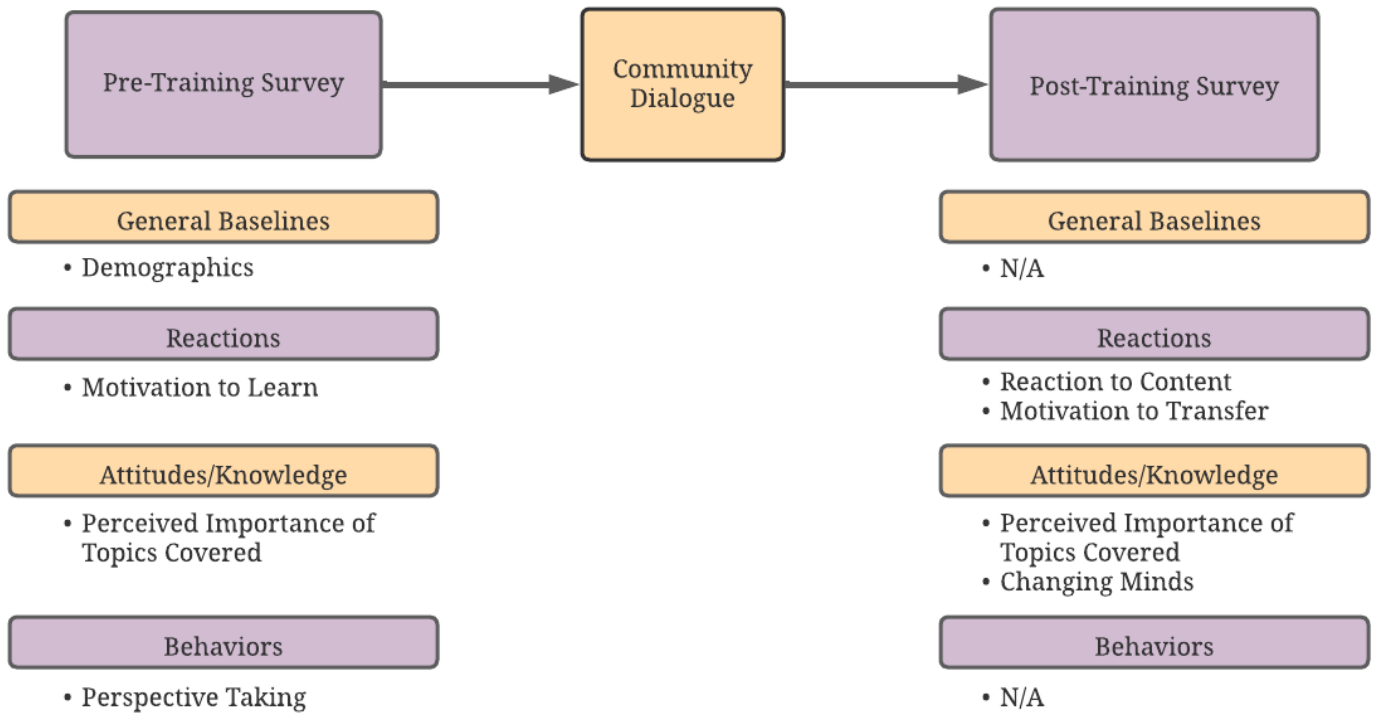 Pre-Training Survey
Community
Dialogue
Post-Training Survey
General Baselines
• Demographics
Reactions
• Motivation to Learn
Attitudes/Knowledge
• Perceived Importance of
Topics Covered
Behaviors
• Perspective Taking
General Baselines
• N/A
Reactions
• Reaction to Content
• Motivation to Transfer
Attitudes/Knowledge
• Perceived Importance of
Topics Covered
• Changing Minds
Behaviors
• N/A